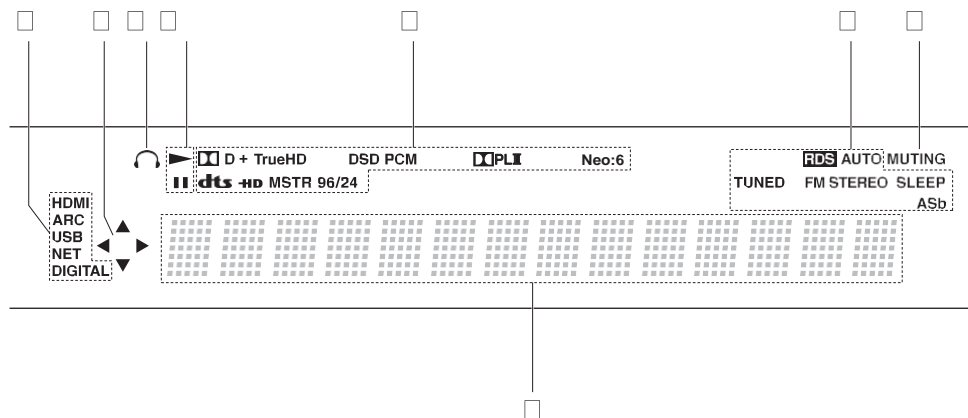 D + TrueHD DSD PCM PLII Neo:6 RDS AUTO MUTING
dts -HD MSTR 96/24 TUNED FM STEREO SLEEP
ASb
HDMI
ARC
USB
NET
DIGITAL